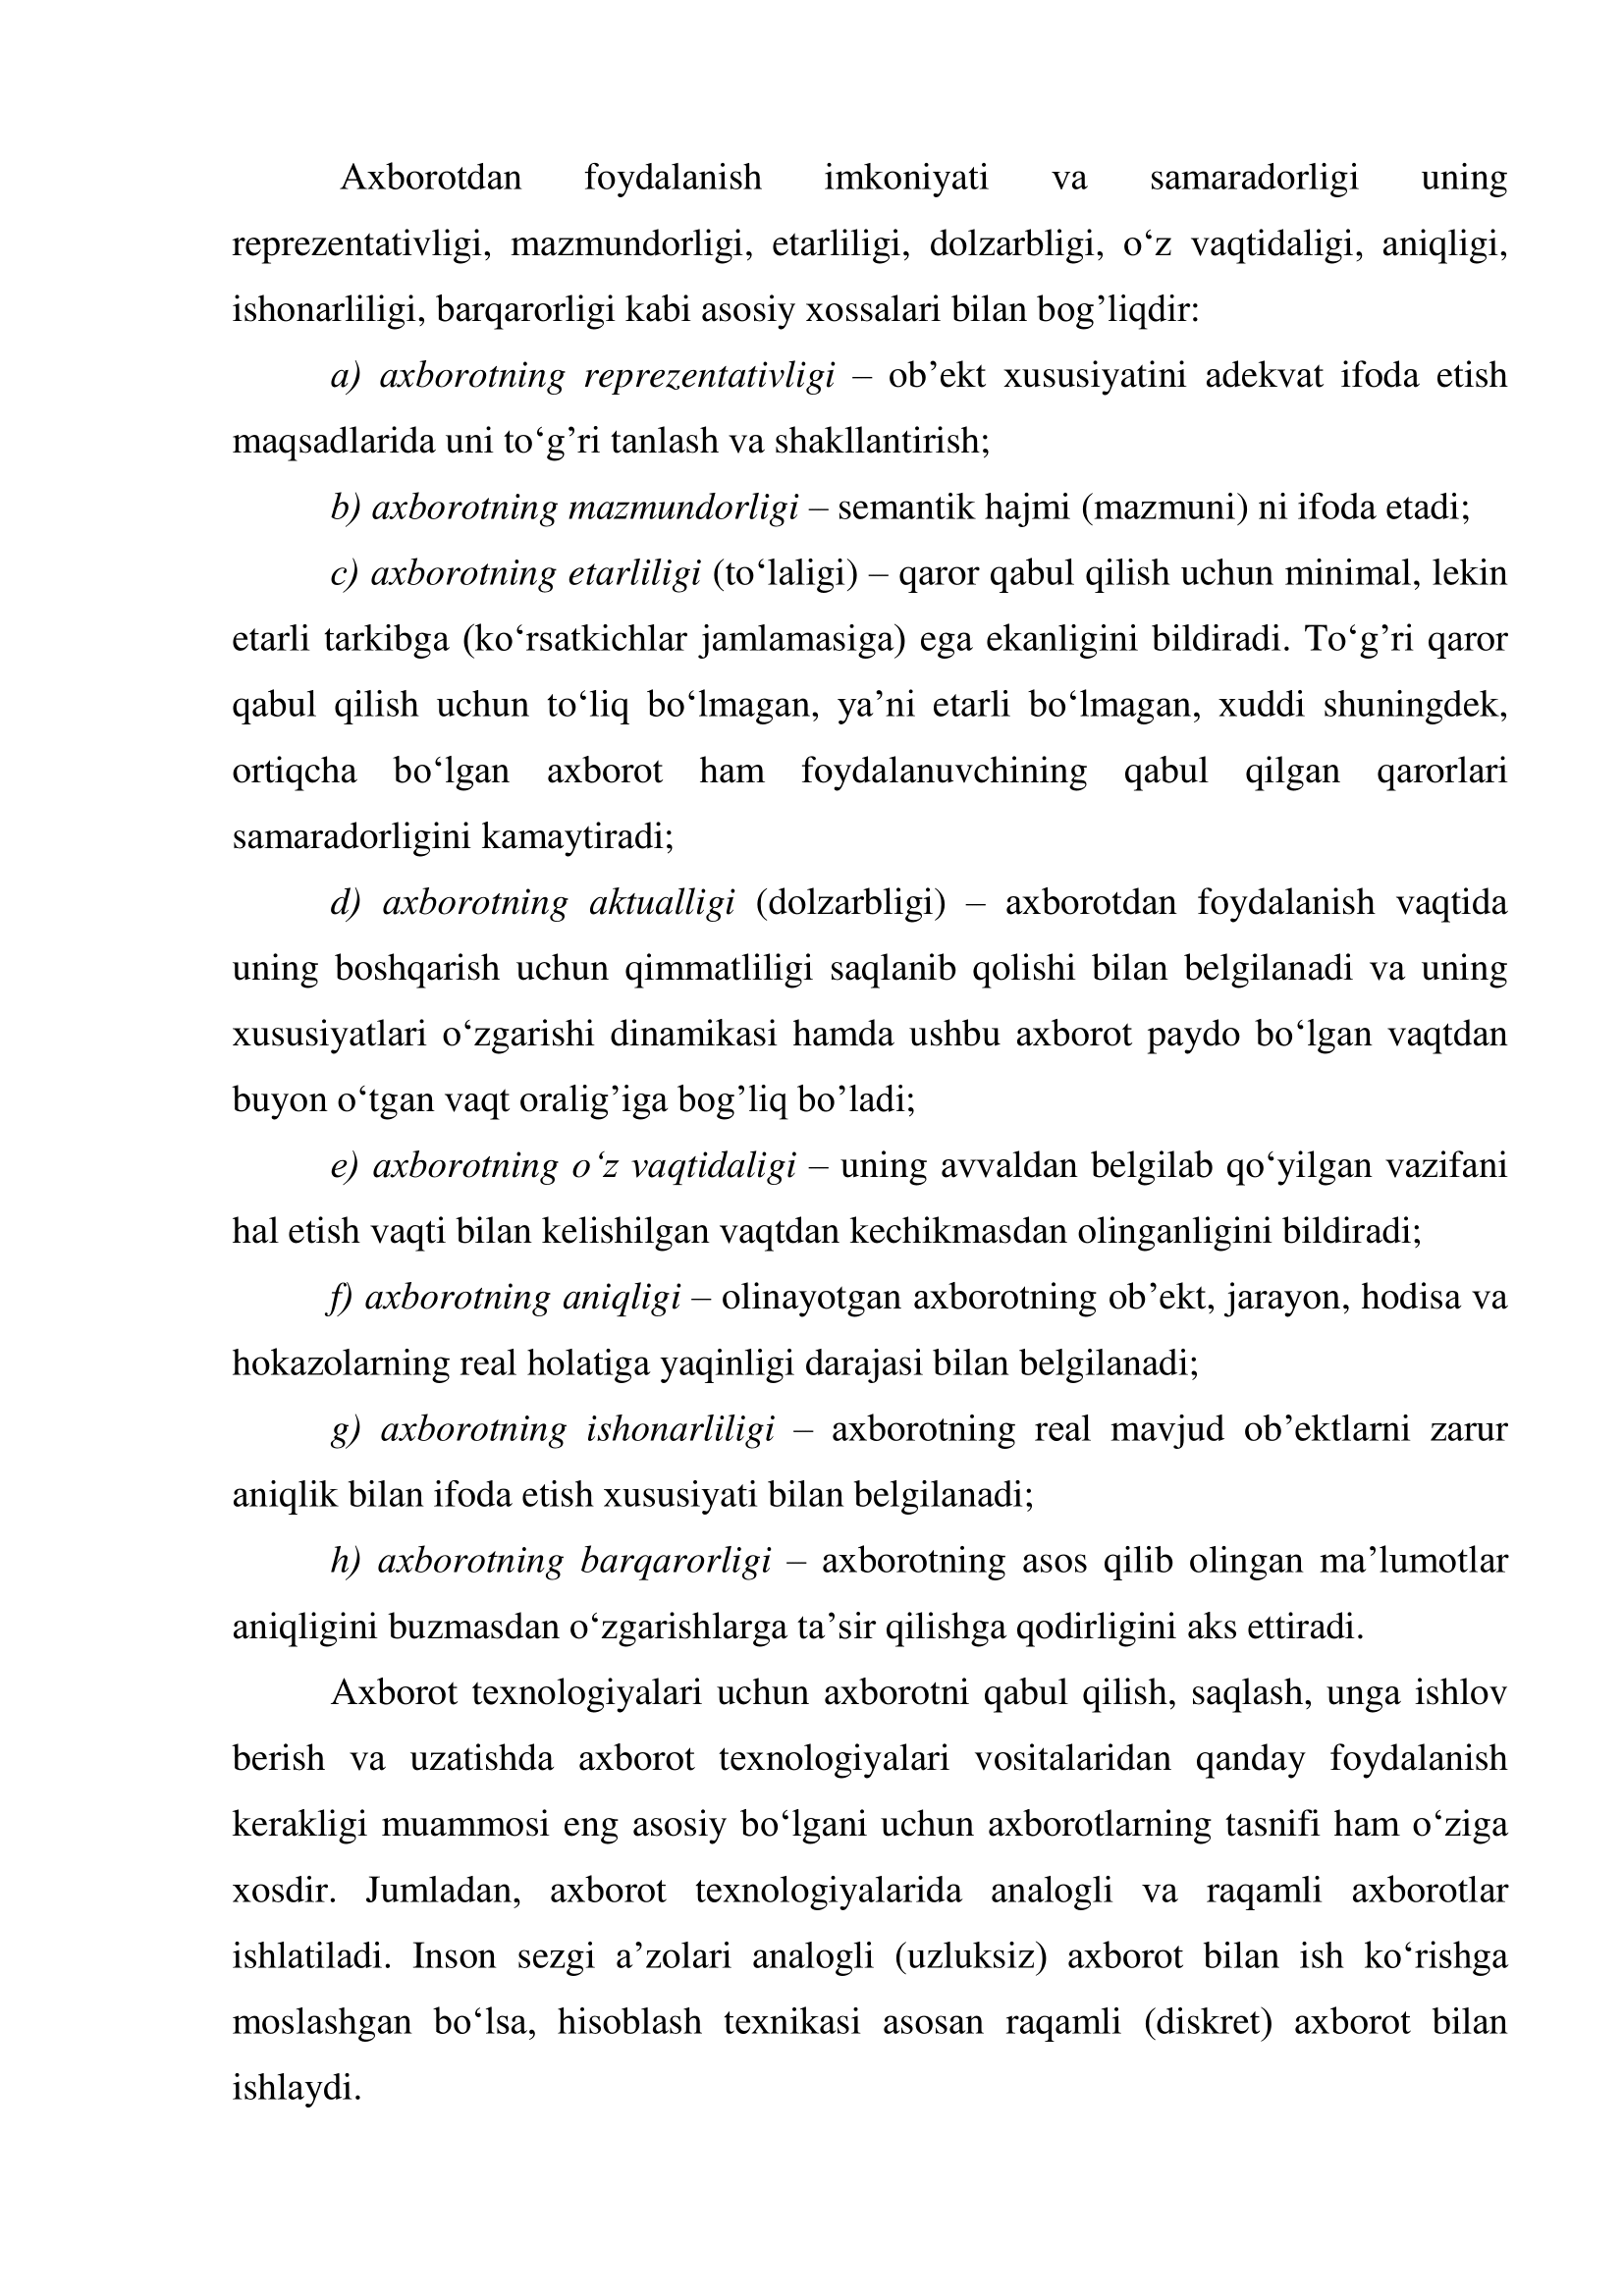 Axborotdan foydalanish imkoniyati va samaradorligi uning
reprezentativligi, mazmundorligi, etarliligi, dolzarbligi, o‘z vaqtidaligi, aniqligi,
ishonarliligi, barqarorligi kabi asosiy xossalari bilan bog’liqdir:
a) axborotning reprezentativligi – ob’ekt xususiyatini adekvat ifoda etish
maqsadlarida uni to‘g’ri tanlash va shakllantirish;
b) axborotning mazmundorligi – semantik hajmi (mazmuni) ni ifoda etadi;
c) axborotning etarliligi (to‘laligi) – qaror qabul qilish uchun minimal, lekin
etarli tarkibga (ko‘rsatkichlar jamlamasiga) ega ekanligini bildiradi. To‘g’ri qaror
qabul qilish uchun to‘liq bo‘lmagan, ya’ni etarli bo‘lmagan, xuddi shuningdek,
ortiqcha bo‘lgan axborot ham foydalanuvchining qabul qilgan qarorlari
samaradorligini kamaytiradi;
d) axborotning aktualligi (dolzarbligi) – axborotdan foydalanish vaqtida
uning boshqarish uchun qimmatliligi saqlanib qolishi bilan belgilanadi va uning
xususiyatlari o‘zgarishi dinamikasi hamda ushbu axborot paydo bo‘lgan vaqtdan
buyon o‘tgan vaqt oralig’iga bog’liq bo’ladi;
e) axborotning o‘z vaqtidaligi – uning avvaldan belgilab qo‘yilgan vazifani
hal etish vaqti bilan kelishilgan vaqtdan kechikmasdan olinganligini bildiradi;
f) axborotning aniqligi – olinayotgan axborotning ob’ekt, jarayon, hodisa va
hokazolarning real holatiga yaqinligi darajasi bilan belgilanadi;
g) axborotning ishonarliligi – axborotning real mavjud ob’ektlarni zarur
aniqlik bilan ifoda etish xususiyati bilan belgilanadi;
h) axborotning barqarorligi – axborotning asos qilib olingan ma’lumotlar
aniqligini buzmasdan o‘zgarishlarga ta’sir qilishga qodirligini aks ettiradi.
Axborot texnologiyalari uchun axborotni qabul qilish, saqlash, unga ishlov
berish va uzatishda axborot texnologiyalari vositalaridan qanday foydalanish
kerakligi muammosi eng asosiy bo‘lgani uchun axborotlarning tasnifi ham o‘ziga
xosdir. Jumladan, axborot texnologiyalarida analogli va raqamli axborotlar
ishlatiladi. Inson sezgi a’zolari analogli (uzluksiz) axborot bilan ish ko‘rishga
moslashgan bo‘lsa, hisoblash texnikasi asosan raqamli (diskret) axborot bilan
ishlaydi.